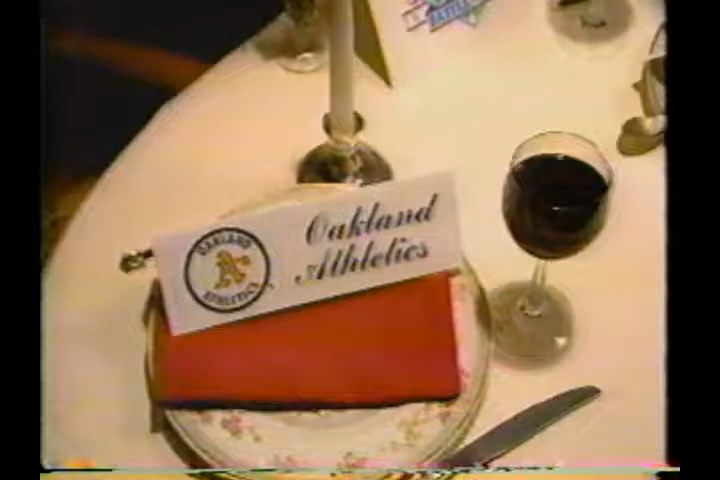 Oakland
Athletics
OAKLAND
A's
ATHLETICS